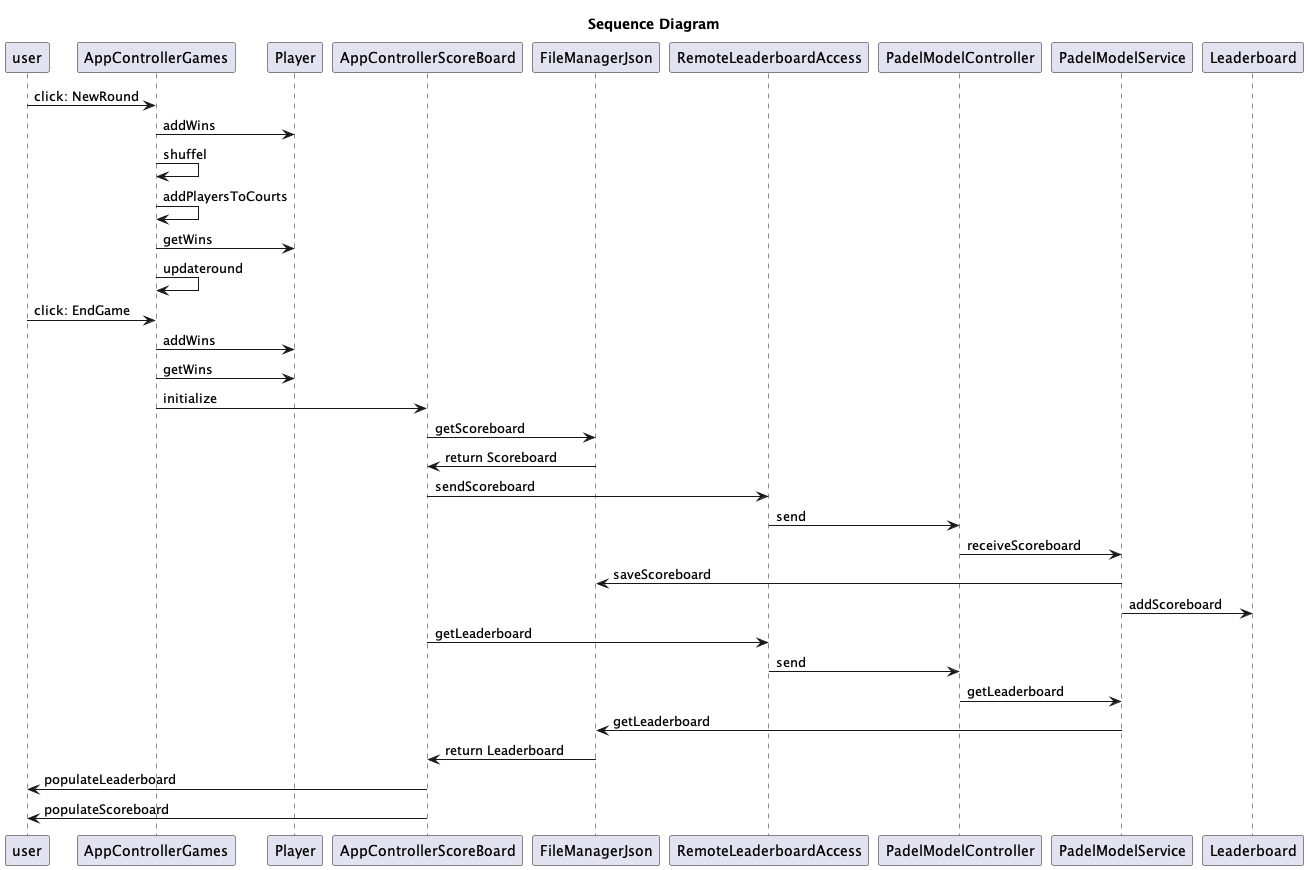 Sequence Diagram
user AppControllerGames Player AppControllerScoreBoard FileManagerJson RemoteLeaderboardAccess PadelModelController PadelModelService Leaderboard
click: NewRound
addWins
shuffel
addPlayersToCourts
getWins
updateround
click: EndGame
addWins
getWins
initialize
getScoreboard
return Scoreboard
sendScoreboard
send
receiveScoreboard
saveScoreboard
addScoreboard
getLeaderboard
send
getLeaderboard
getLeaderboard
return Leaderboard
populateLeaderboard
populateScoreboard
user AppControllerGames Player AppControllerScoreBoard FileManagerJson RemoteLeaderboardAccess PadelModelController PadelModelService Leaderboard